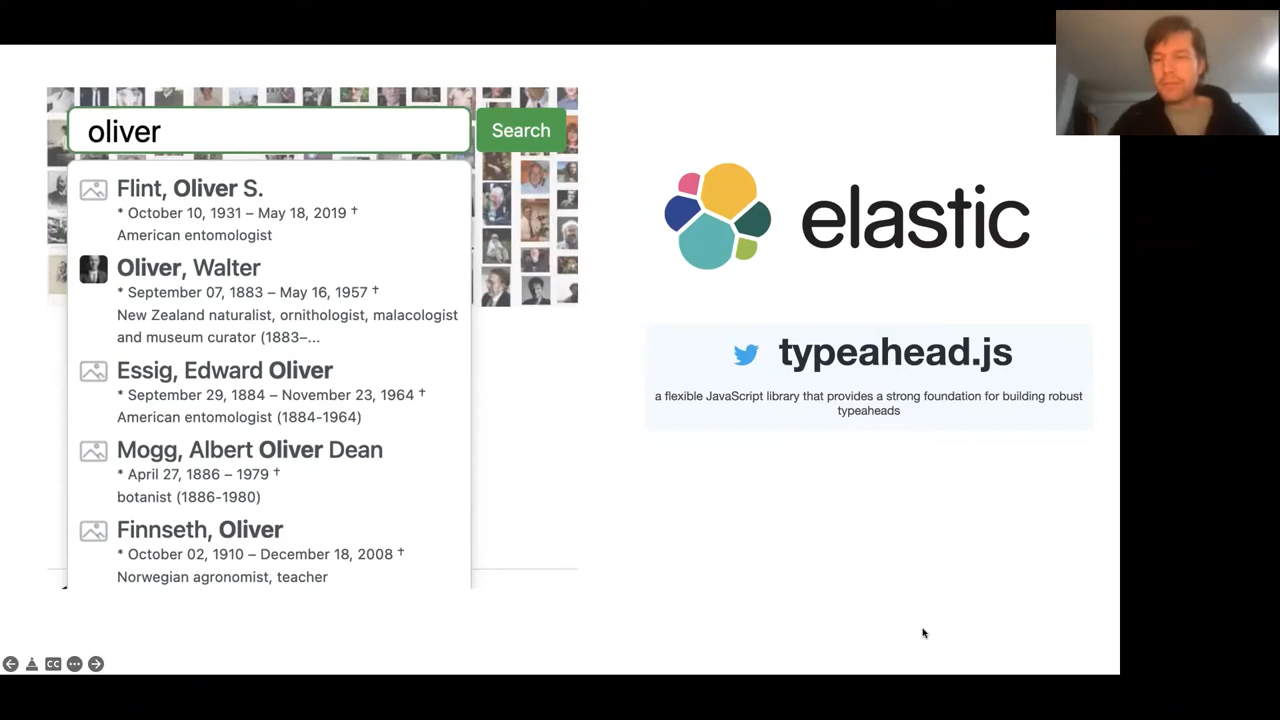 oliver
Search
Flint, Oliver S.
* October 10, 1931 – May 18, 2019 †
American entomologist
Oliver, Walter
* September 07, 1883 – May 16, 1957 †
New Zealand naturalist, ornithologist, malacologist
and museum curator (1883–...
Essig, Edward Oliver
* September 29, 1884 – November 23, 1964 †
American entomologist (1884-1964)
Mogg, Albert Oliver Dean
* April 27, 1886 – 1979 †
botanist (1886-1980)
Finnseth, Oliver
* October 02, 1910 – December 18, 2008 †
Norwegian agronomist, teacher
elastic
typeahead.js
a flexible JavaScript library that provides a strong foundation for building robust
typeaheads
CC